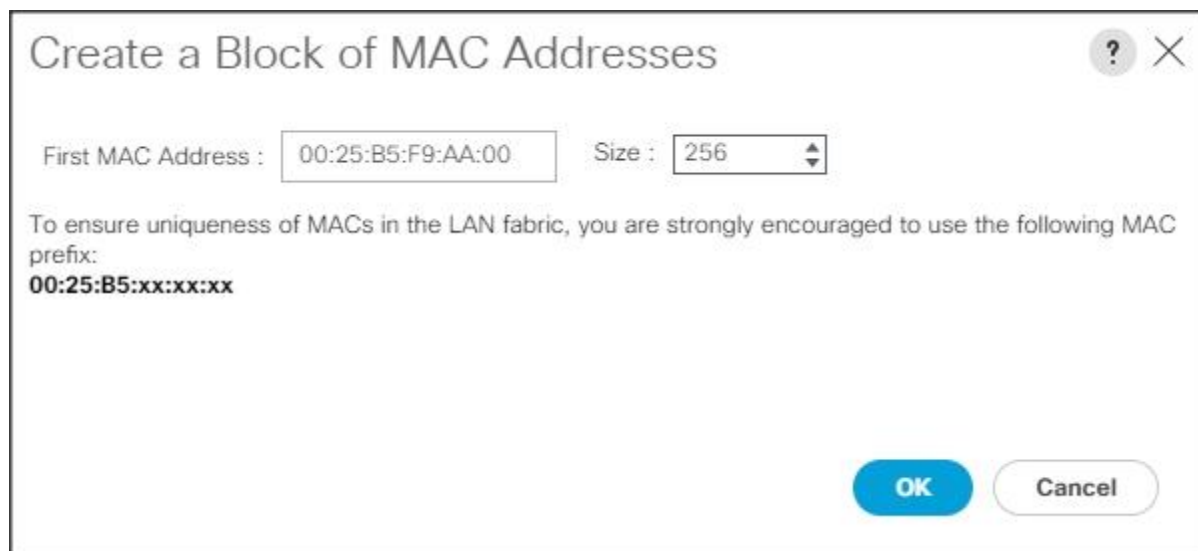 Create a Block of MAC Addresses ? ×
First MAC Address : 00:25:B5:F9:AA:00 Size : 256
To ensure uniqueness of MACs in the LAN fabric, you are strongly encouraged to use the following MAC
prefix:
00:25:B5:xx:xx:xx
OK Cancel